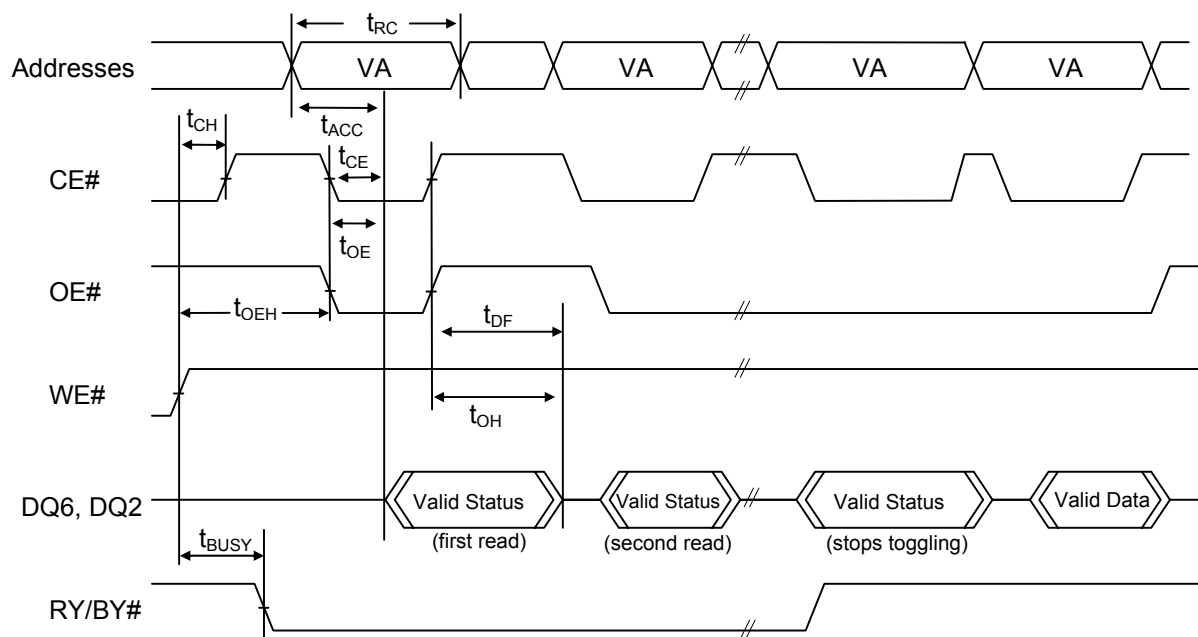 tRC
Addresses VA VA VA VA
tCH tACC
tCE
CE#
tOE
OE#
tOEH tDF
WE#
tOH
DQ6, DQ2 Valid Status Valid Status Valid Status Valid Data
(first read) (second read) (stops toggling)
tBUSY
RY/BY#